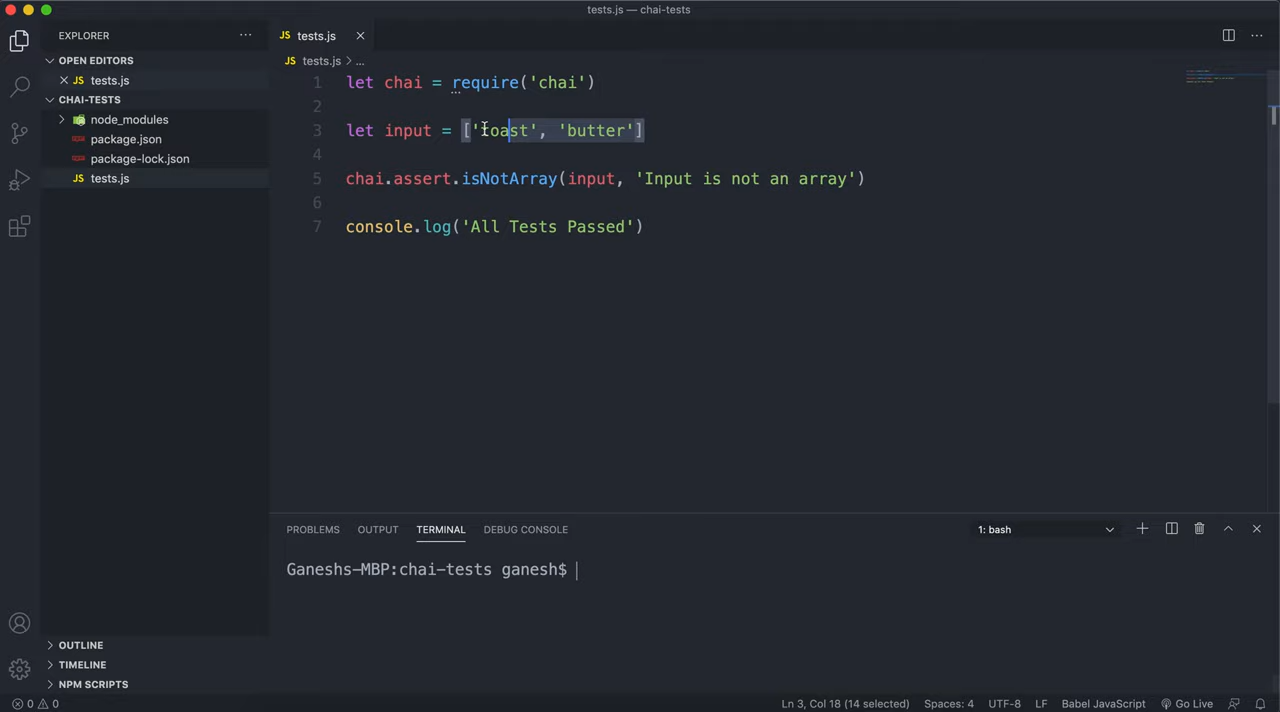 tests.js — chai-tests
EXPLORER
OPEN EDITORS
JS tests.js
CHAI-TESTS
node_modules
package.json
package-lock.json
JS tests.js
OUTLINE
TIMELINE
NPM SCRIPTS
JS tests.js
JS tests.js > ...
1 let chai = require('chai')
2
3 let input = ['toast', 'butter']
4
5 chai.assert.isNotArray(input, 'Input is not an array')
6
7 console.log('All Tests Passed')
PROBLEMS OUTPUT TERMINAL DEBUG CONSOLE 1: bash
Ganeshs-MBP:chai-tests ganesh$
0 0 Ln 3, Col 18 (14 selected) Spaces: 4 UTF-8 LF Babel JavaScript Go Live